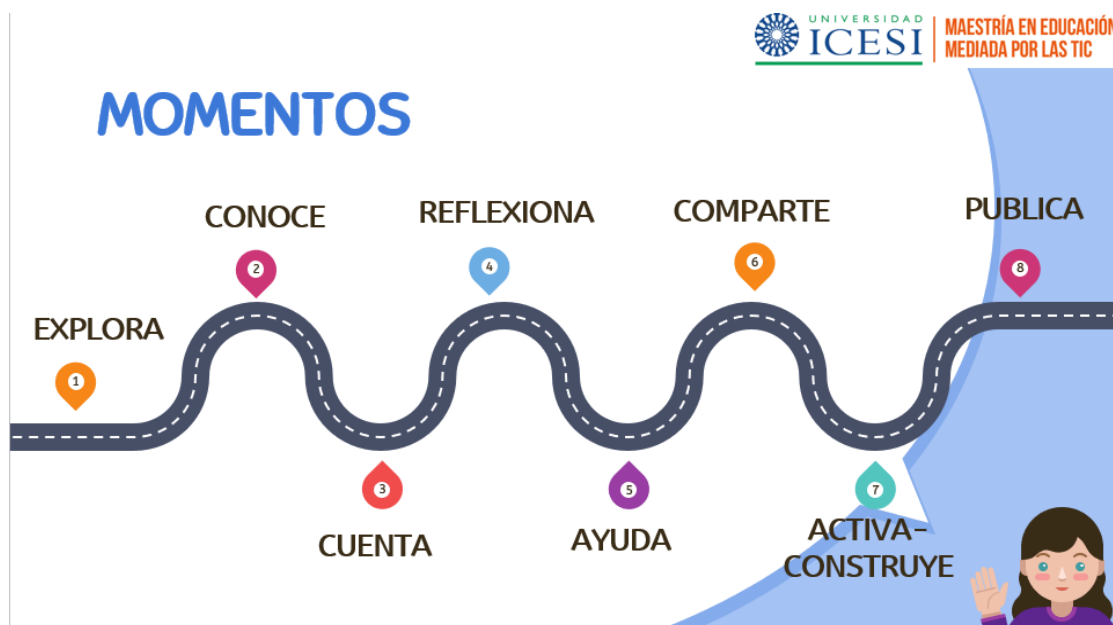 UNIVERSIDAD
ICESI
MAESTRÍA EN EDUCACIÓN
MEDIADA POR LAS TIC
MOMENTOS
EXPLORA
1
CONOCE
2
3
CUENTA
REFLEXIONA
4
5
AYUDA
COMPARTE
6
7
ACTIVA-
CONSTRUYE
PUBLICA
8